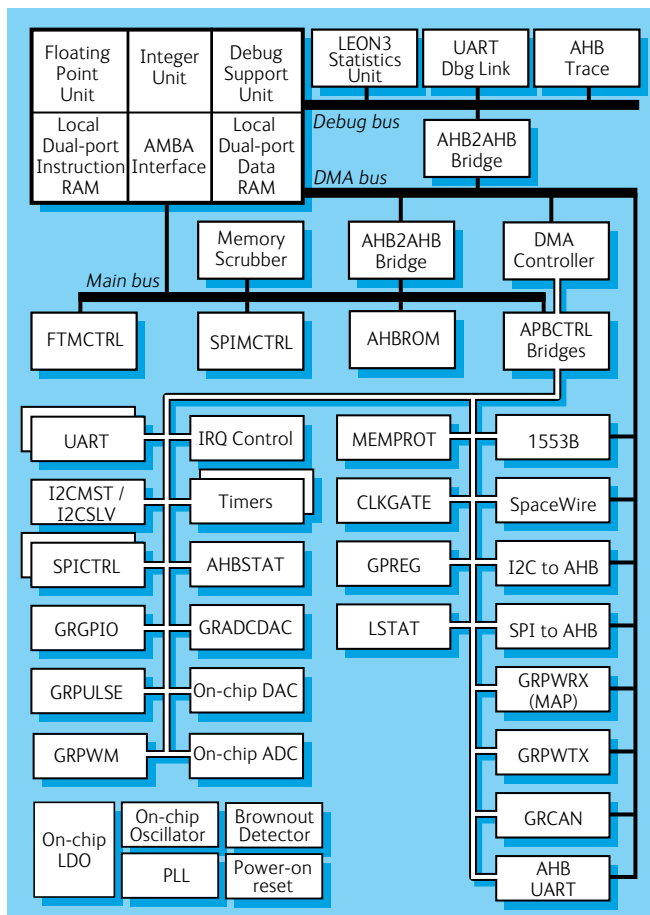 Floating
Point
Unit
Integer
Unit
Debug
Support
Unit
LEON3
Statistics
Unit
UART
Dbg Link
AHB
Trace
Debug bus
Local
Dual-port
Instruction
RAM
AMBA
Interface
Local
Dual-port
Data
RAM
AHB2AHB
Bridge
DMA bus
Memory
Scrubber
AHB2AHB
Bridge
DMA
Controller
Main bus
FTMCTRL
SPIMCTRL
AHBROM
APBCTRL
Bridges
UART
IRQ Control
MEMPROT
1553B
I2CMST /
I2CSLV
Timers
CLKGATE
SpaceWire
SPICTRL
AHBSTAT
GPREG
I2C to AHB
GRGPIO
GRADCDAC
LSTAT
SPI to AHB
GRPULSE
On-chip DAC
GRPWRX
(MAP)
GRPWM
On-chip ADC
GRPWTX
On-chip
LDO
On-chip
Oscillator
Brownout
Detector
GRCAN
PLL
Power-on
reset
AHB
UART